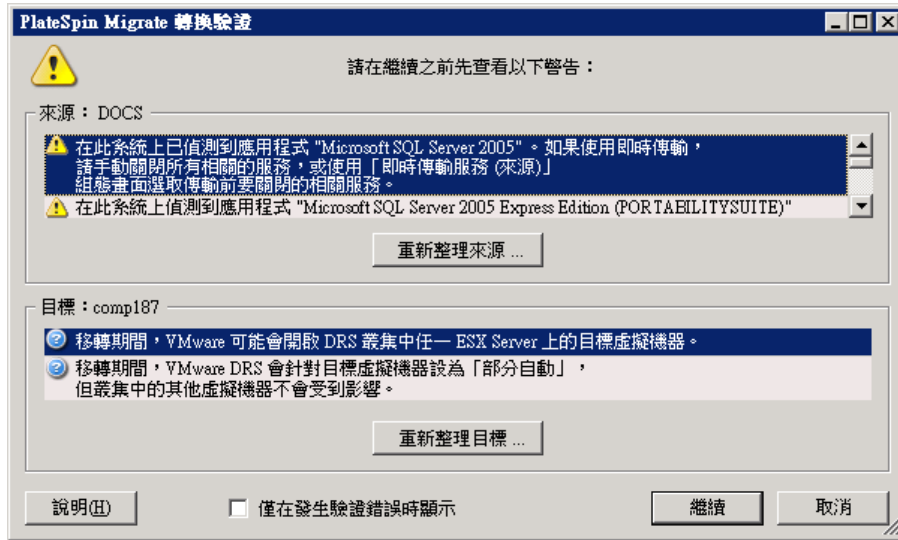 PlateSpin Migrate 轉換驗證
請在繼續之前先查看以下警告：
來源： DOCS
在此系統上已偵測到應用程式 "Microsoft SQL Server 2005"。如果使用即時傳輸，
請手動關閉所有相關的服務，或使用「即時傳輸服務 (來源)」
組態畫面選取傳輸前要關閉的相關服務。
在此系統上偵測到應用程式 "Microsoft SQL Server 2005 Express Edition (PORTABILITYSUITE)"
重新整理來源 ...
目標：comp187
移轉期間，VMware 可能會開啟 DRS 叢集中任一 ESX Server 上的目標虛擬機器。
移轉期間，VMware DRS 會針對目標虛擬機器設為「部分自動」，
但叢集中的其他虛擬機器不會受到影響。
重新整理目標 ...
說明(H)
僅在發生驗證錯誤時顯示
繼續
取消